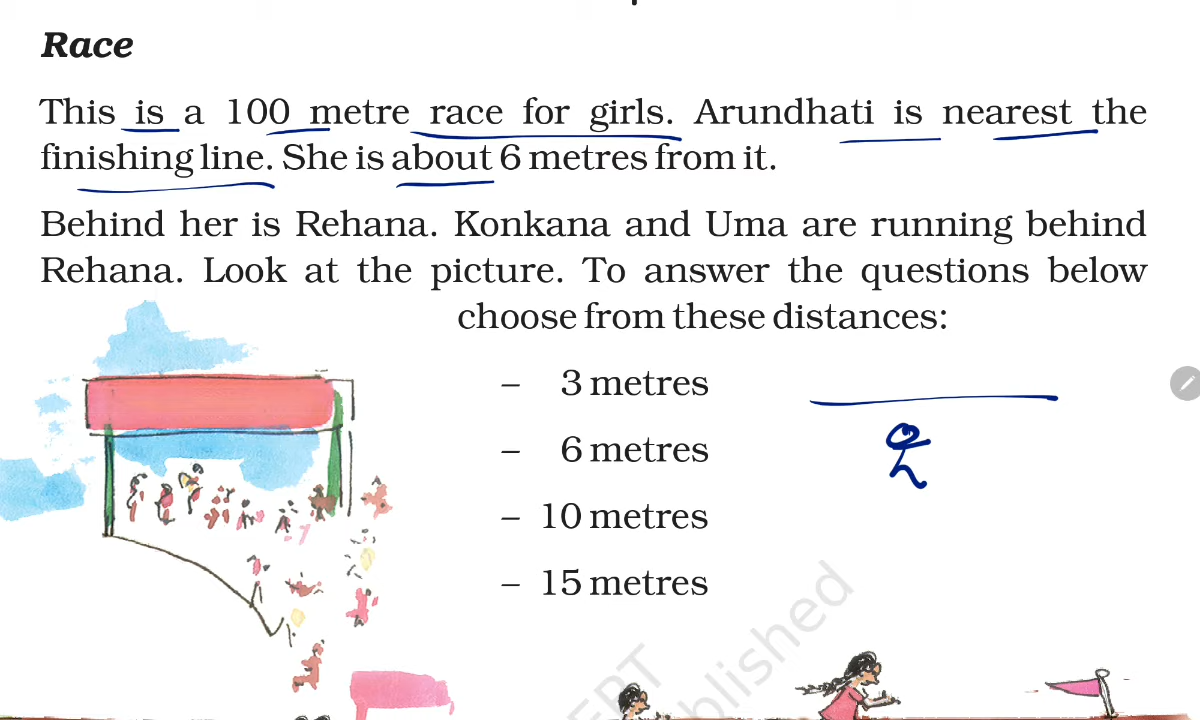 Race
This is a 100 metre race for girls. Arundhati is nearest the
finishing line. She is about 6 metres from it.
Behind her is Rehana. Konkana and Uma are running behind
Rehana. Look at the picture. To answer the questions below
choose from these distances:
– 3 metres
– 6 metres
– 10 metres
– 15 metres
blished